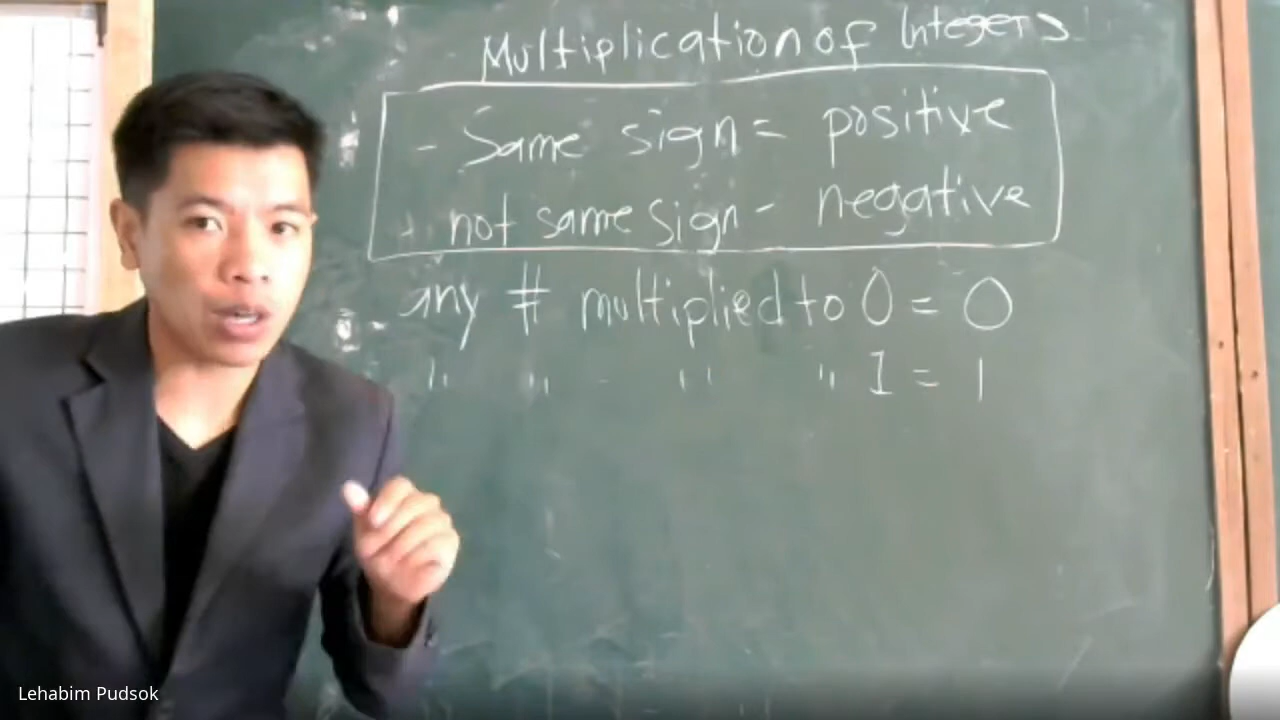 Multiplication of Integers
- Same sign = positive
- not same sign - negative
any # multiplied to 0 = 0
" " - " " 1 = 1
Lehabim Pudsok